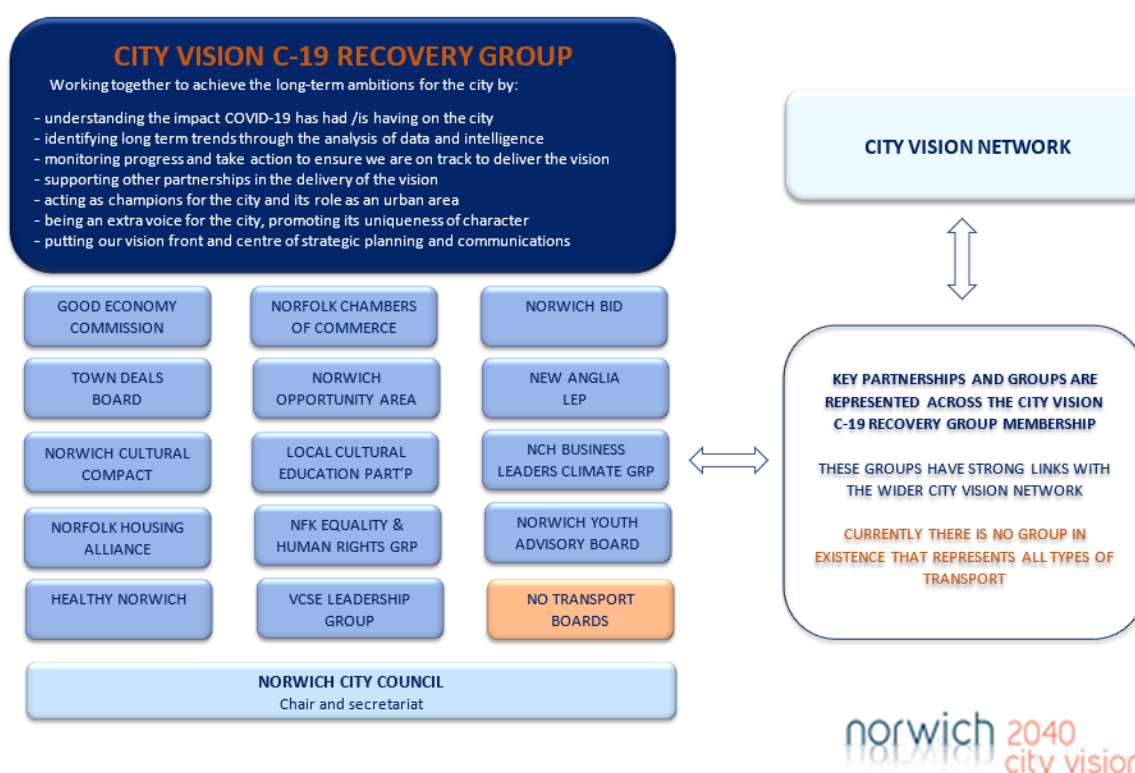 CITY VISION C-19 RECOVERY GROUP
Working together to achieve the long-term ambitions for the city by:
- understanding the impact COVID-19 has had /is having on the city
- identifying long term trends through the analysis of data and intelligence
- monitoring progress and take action to ensure we are on track to deliver the vision
- supporting other partnerships in the delivery of the vision
- acting as champions for the city and its role as an urban area
- being an extra voice for the city, promoting its uniqueness of character
- putting our vision front and centre of strategic planning and communications
GOOD ECONOMY
COMMISSION
NORFOLK CHAMBERS
OF COMMERCE
NORWICH BID
TOWN DEALS
BOARD
NORWICH
OPPORTUNITY AREA
NEW ANGLIA
LEP
NORWICH CULTURAL
COMPACT
LOCAL CULTURAL
EDUCATION PART'P
NCH BUSINESS
LEADERS CLIMATE GRP
NORFOLK HOUSING
ALLIANCE
NFK EQUALITY &
HUMAN RIGHTS GRP
NORWICH YOUTH
ADVISORY BOARD
HEALTHY NORWICH
VCSE LEADERSHIP
GROUP
NO TRANSPORT
BOARDS
NORWICH CITY COUNCIL
Chair and secretariat
CITY VISION NETWORK
KEY PARTNERSHIPS AND GROUPS ARE
REPRESENTED ACROSS THE CITY VISION
C-19 RECOVERY GROUP MEMBERSHIP
THESE GROUPS HAVE STRONG LINKS WITH
THE WIDER CITY VISION NETWORK
CURRENTLY THERE IS NO GROUP IN
EXISTENCE THAT REPRESENTS ALL TYPES OF
TRANSPORT
norwich 2040
city vision